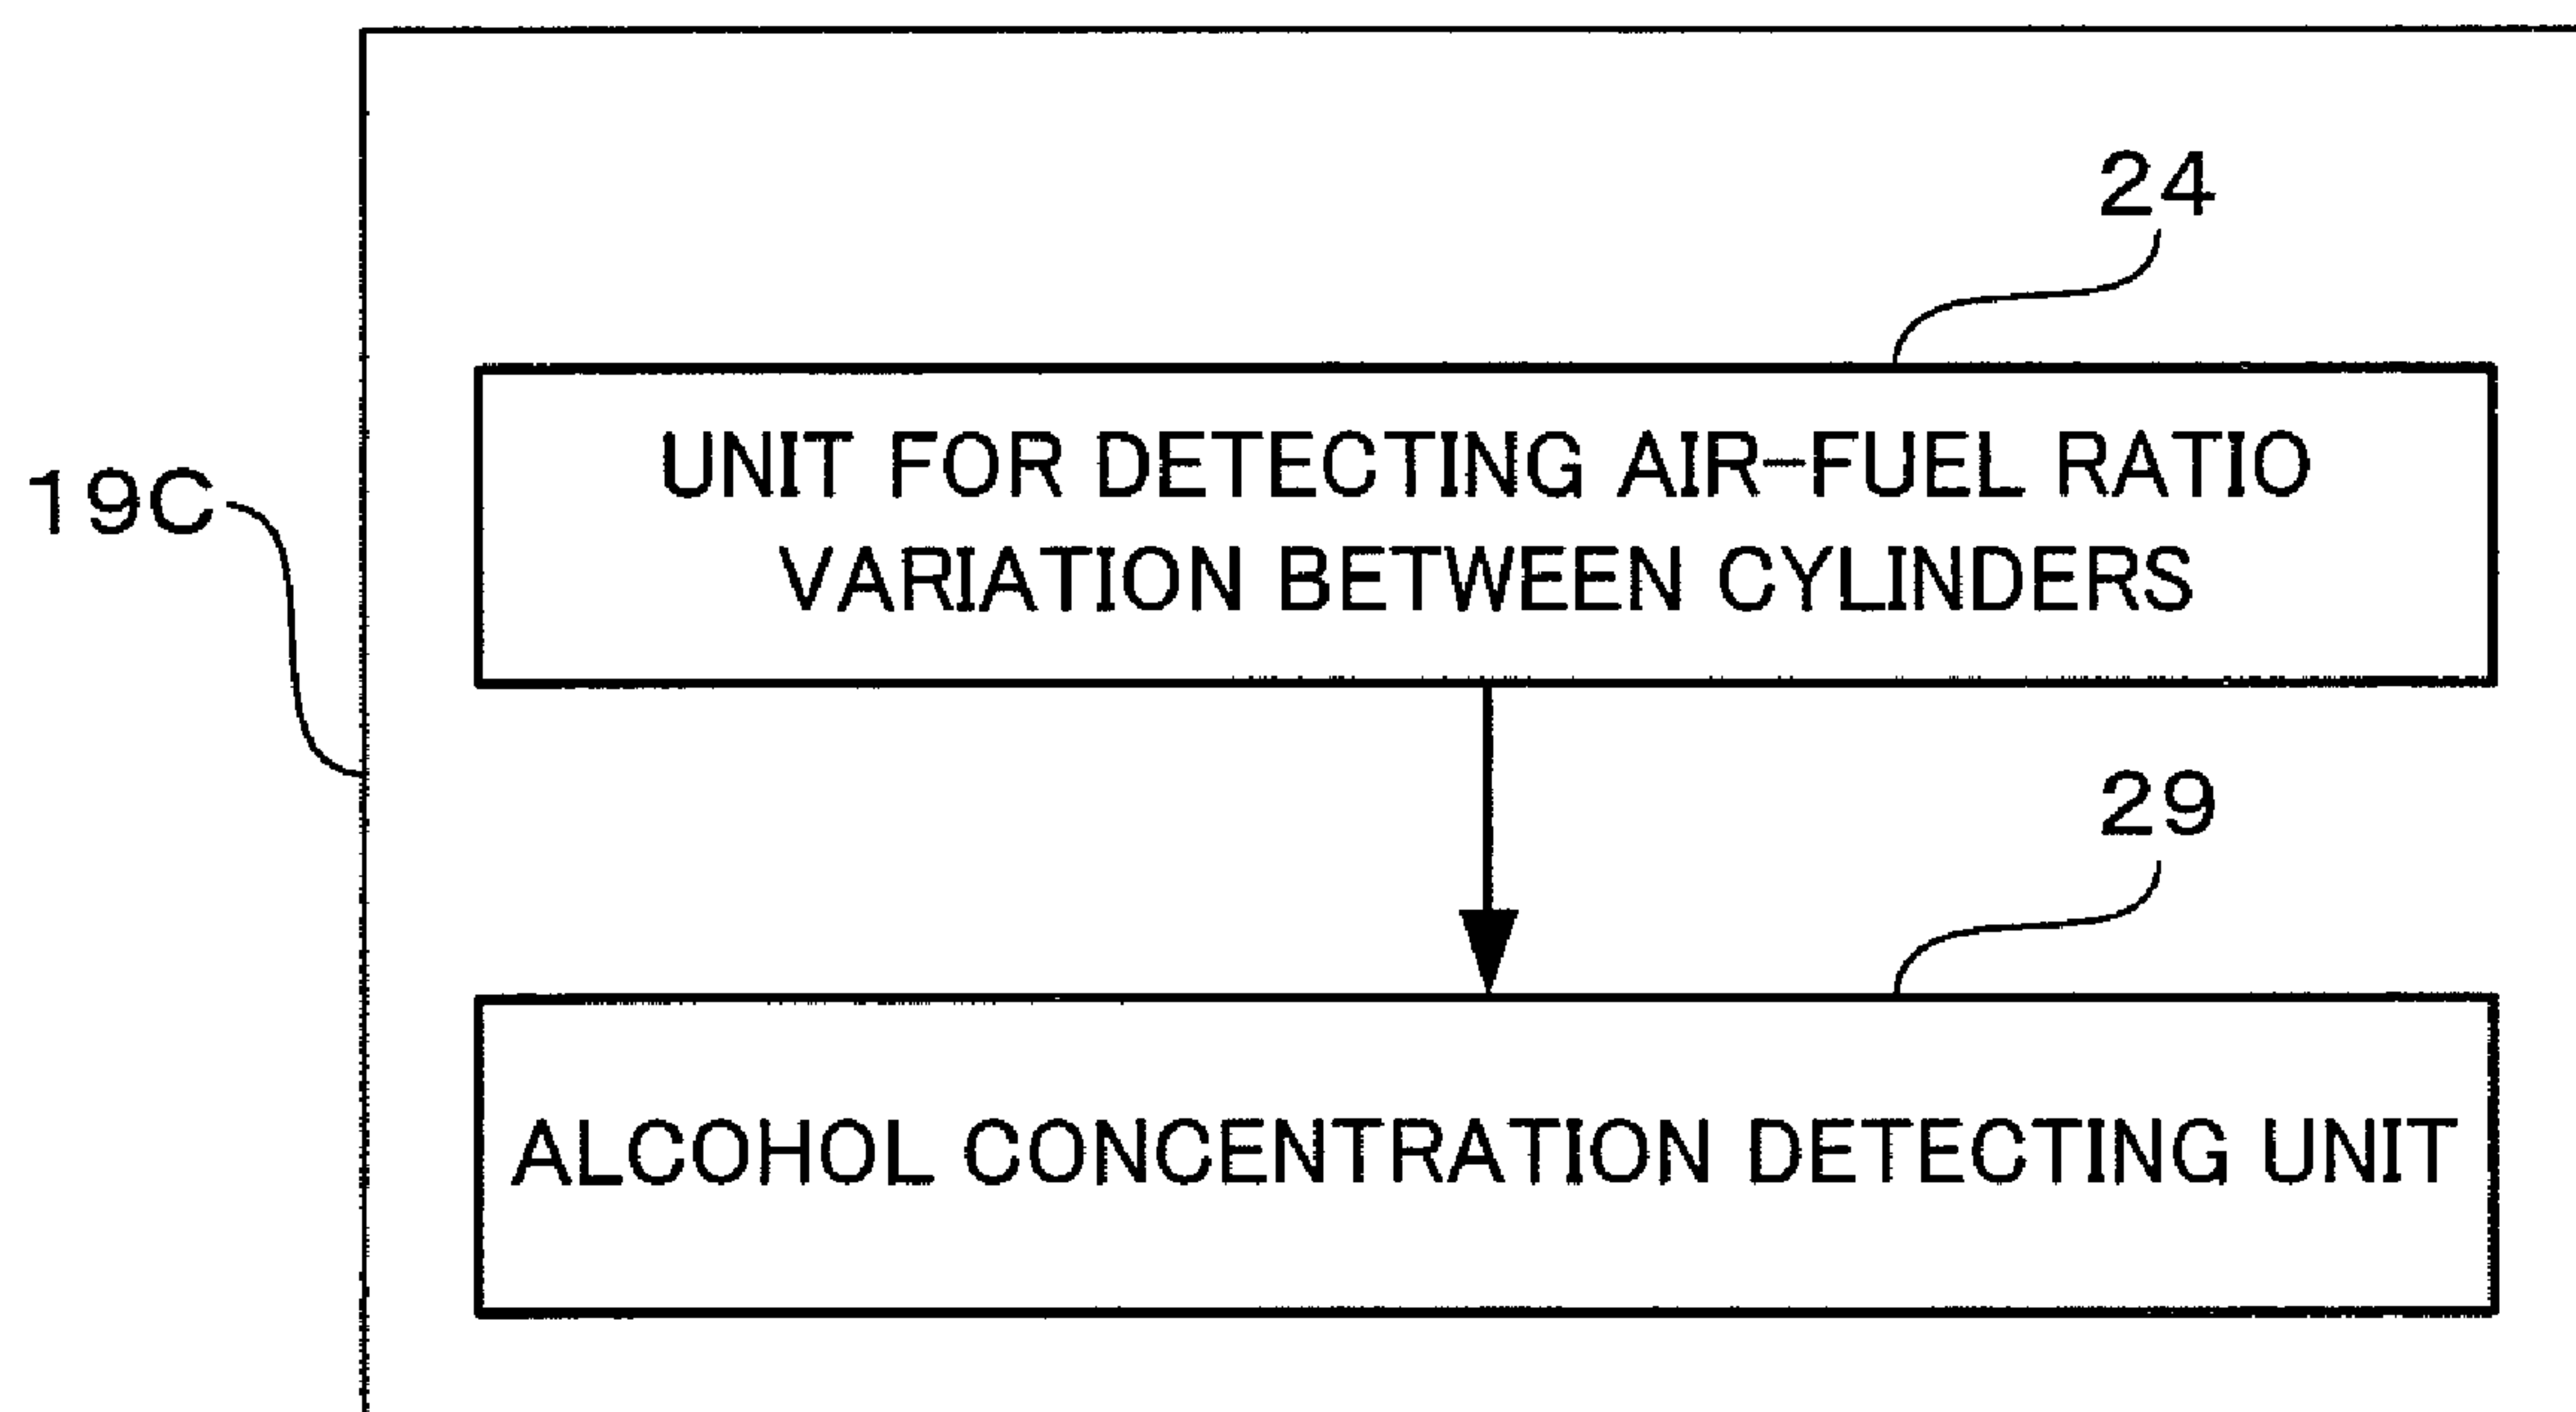 24
UNIT FOR DETECTING AIR-FUEL RATIO
VARIATION BETWEEN CYLINDERS
19C
29
ALCOHOL CONCENTRATION DETECTING UNIT